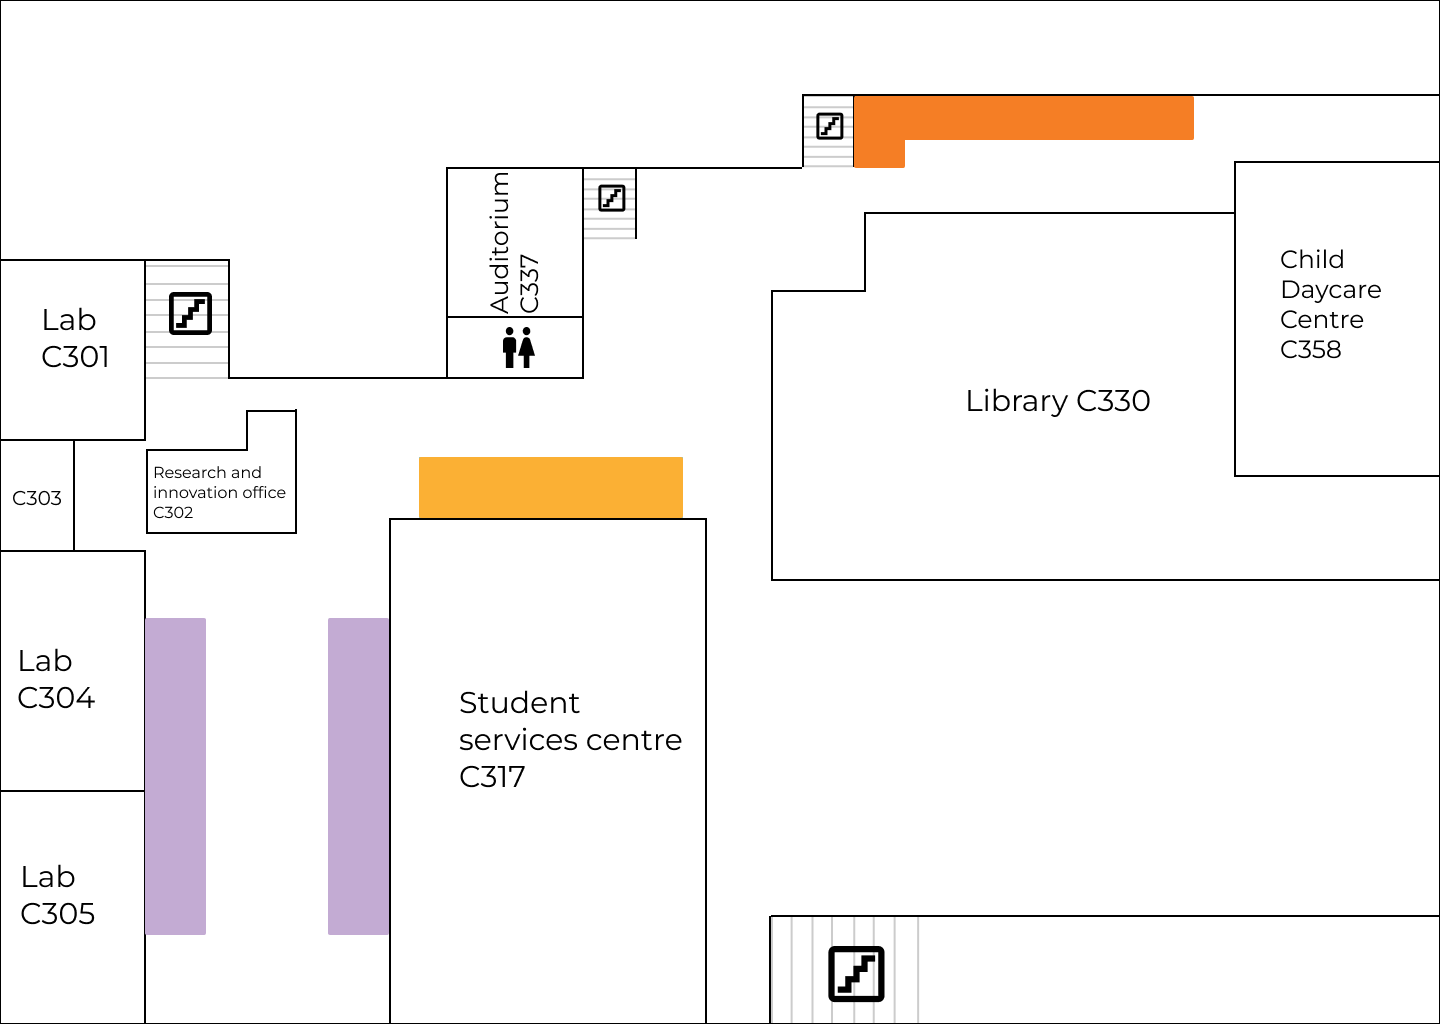 Auditorium
C337
Lab
C301
Child
Daycare
Centre
C358
Library C330
Research and
innovation office
C302
C303
Lab
C304
Student
services centre
C317
Lab
C305